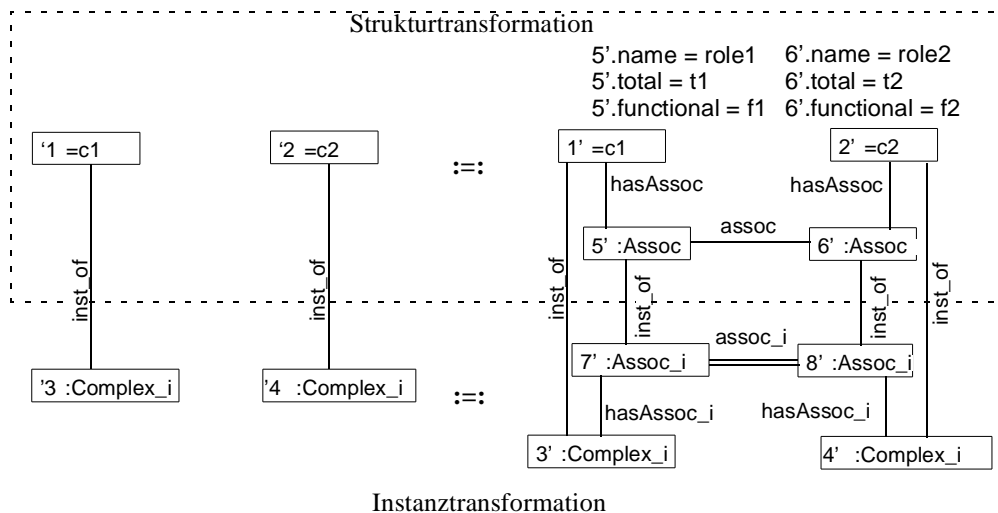 Strukturtransformation
5’.name = role1 6’.name = role2
5’.total = t1 6’.total = t2
5’.functional = f1 6’.functional = f2
‘1 =c1 ‘2 =c2 :=: 1’ =c1 2’ =c2
hasAssoc hasAssoc
assoc
5’ :Assoc 6’ :Assoc
inst_of inst_of inst_of inst_of inst_of inst_of
assoc_i
7’ :Assoc_i 8’ :Assoc_i
'3 :Complex_i '4 :Complex_i :=:
hasAssoc_i hasAssoc_i
3’ :Complex_i 4’ :Complex_i
Instanztransformation